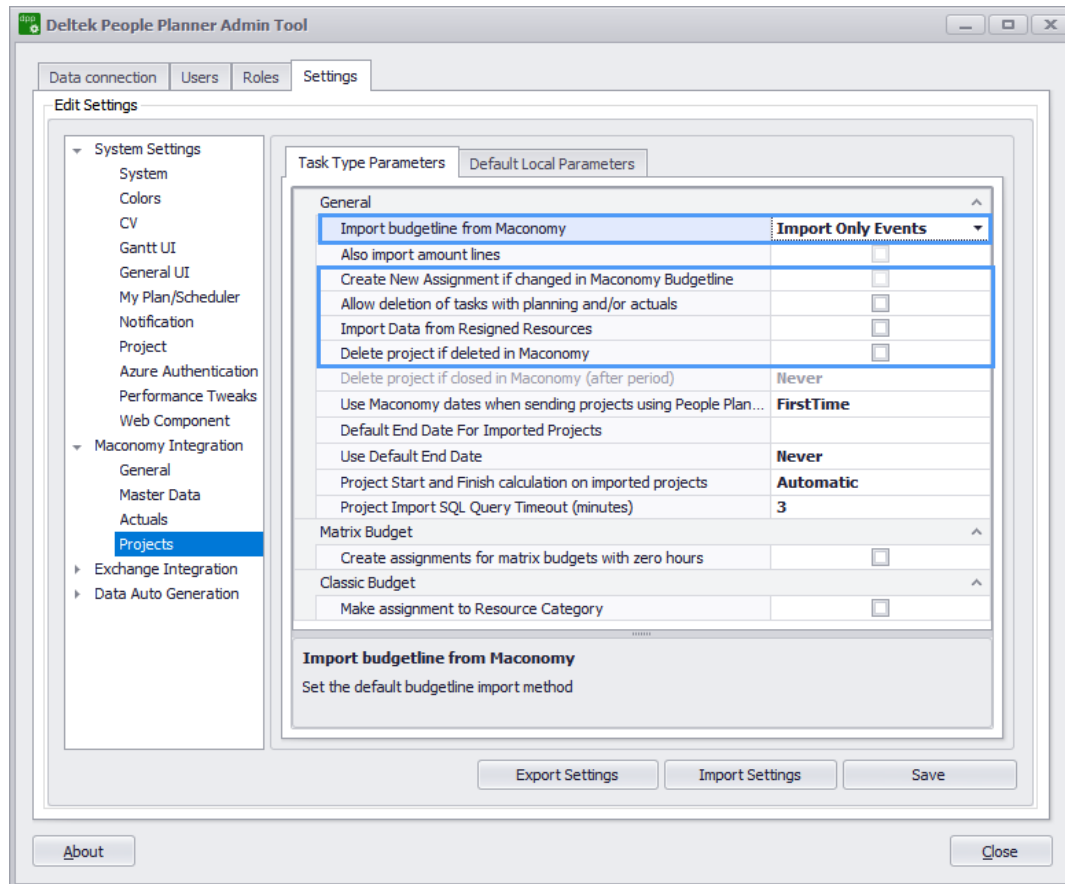 dpp
Deltek People Planner Admin Tool
Data connection Users Roles Settings
Edit Settings
System Settings
System
Colors
CV
Gantt UI
General UI
My Plan/Scheduler
Notification
Project
Azure Authentication
Performance Tweaks
Web Component
Maconomy Integration
General
Master Data
Actuals
Projects
Exchange Integration
Data Auto Generation
Task Type Parameters Default Local Parameters
General
Import budgetline from Maconomy Import Only Events
Also import amount lines
Create New Assignment if changed in Maconomy Budgetline
Allow deletion of tasks with planning and/or actuals
Import Data from Resigned Resources
Delete project if deleted in Maconomy
Delete project if closed in Maconomy (after period) Never
Use Maconomy dates when sending projects using People Plan... FirstTime
Default End Date For Imported Projects
Use Default End Date Never
Project Start and Finish calculation on imported projects Automatic
Project Import SQL Query Timeout (minutes) 3
Matrix Budget
Create assignments for matrix budgets with zero hours
Classic Budget
Make assignment to Resource Category
Import budgetline from Maconomy
Set the default budgetline import method
Export Settings Import Settings Save
About Close